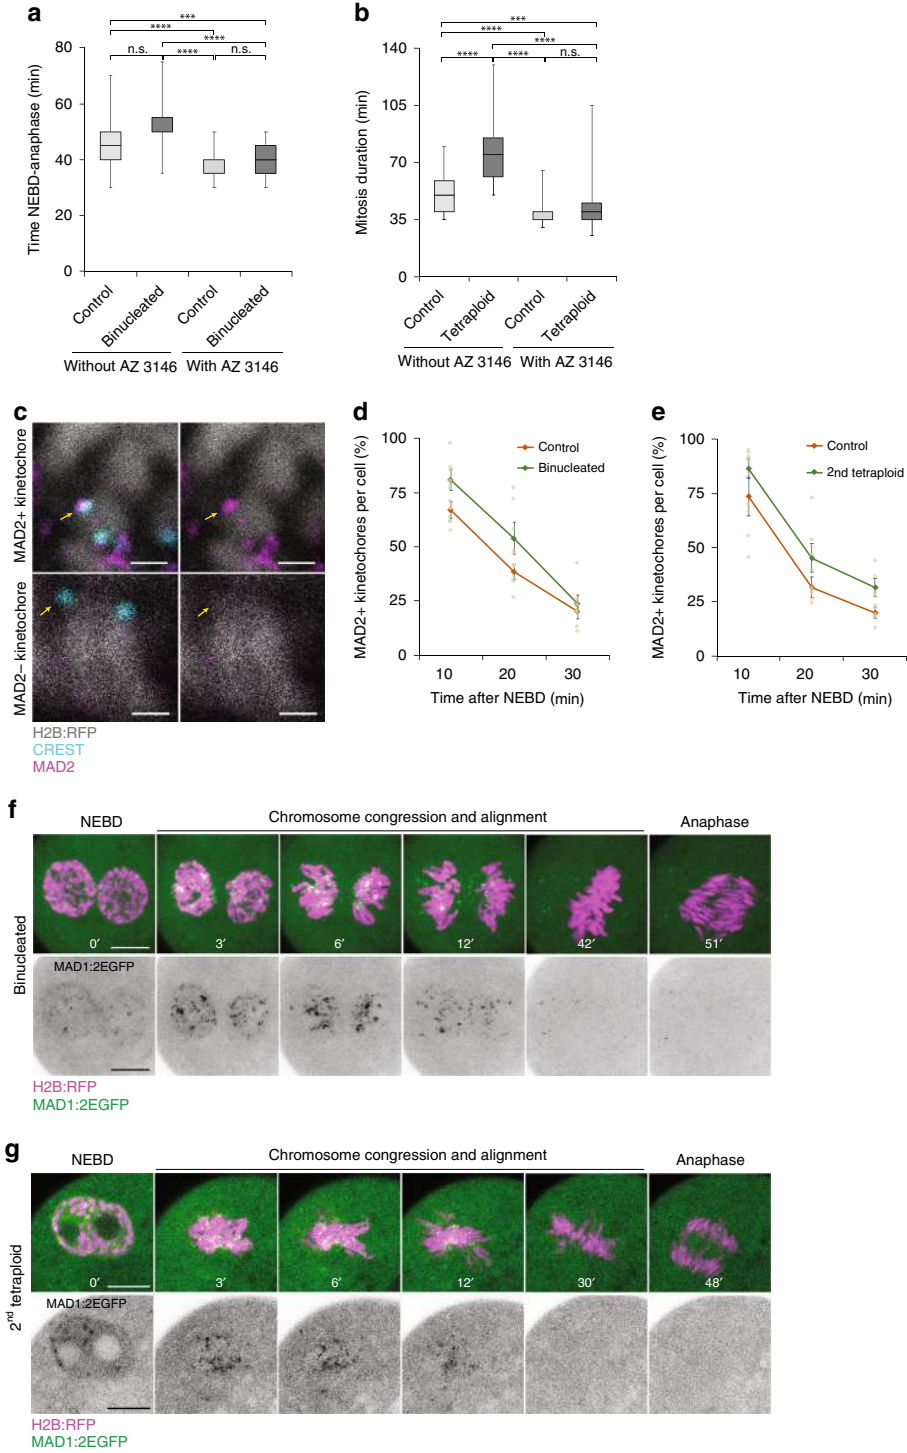 a
***
****
****
n.s.
****
n.s.
Time NEBD-anaphase (min)
80
60
40
20
0
Control
Binucleated
Control
Binucleated
Without AZ 3146
With AZ 3146
b
***
****
****
****
****
n.s.
Mitosis duration (min)
140
105
70
35
0
Control
Tetraploid
Control
Tetraploid
Without AZ 3146
With AZ 3146
c
MAD2+ kinetochore
MAD2– kinetochore
H2B:RFP
CREST
MAD2
d
MAD2+ kinetochores per cell (%)
100
75
50
25
0
Control
Binucleated
10
20
30
Time after NEBD (min)
e
MAD2+ kinetochores per cell (%)
100
75
50
25
0
Control
2nd tetraploid
10
20
30
Time after NEBD (min)
f
NEBD
Chromosome congression and alignment
Anaphase
Binucleated
0′
3′
6′
12′
42′
51′
MAD1:2EGFP
H2B:RFP
MAD1:2EGFP
g
NEBD
Chromosome congression and alignment
Anaphase
2nd tetraploid
0′
3′
6′
12′
30′
48′
MAD1:2EGFP
H2B:RFP
MAD1:2EGFP